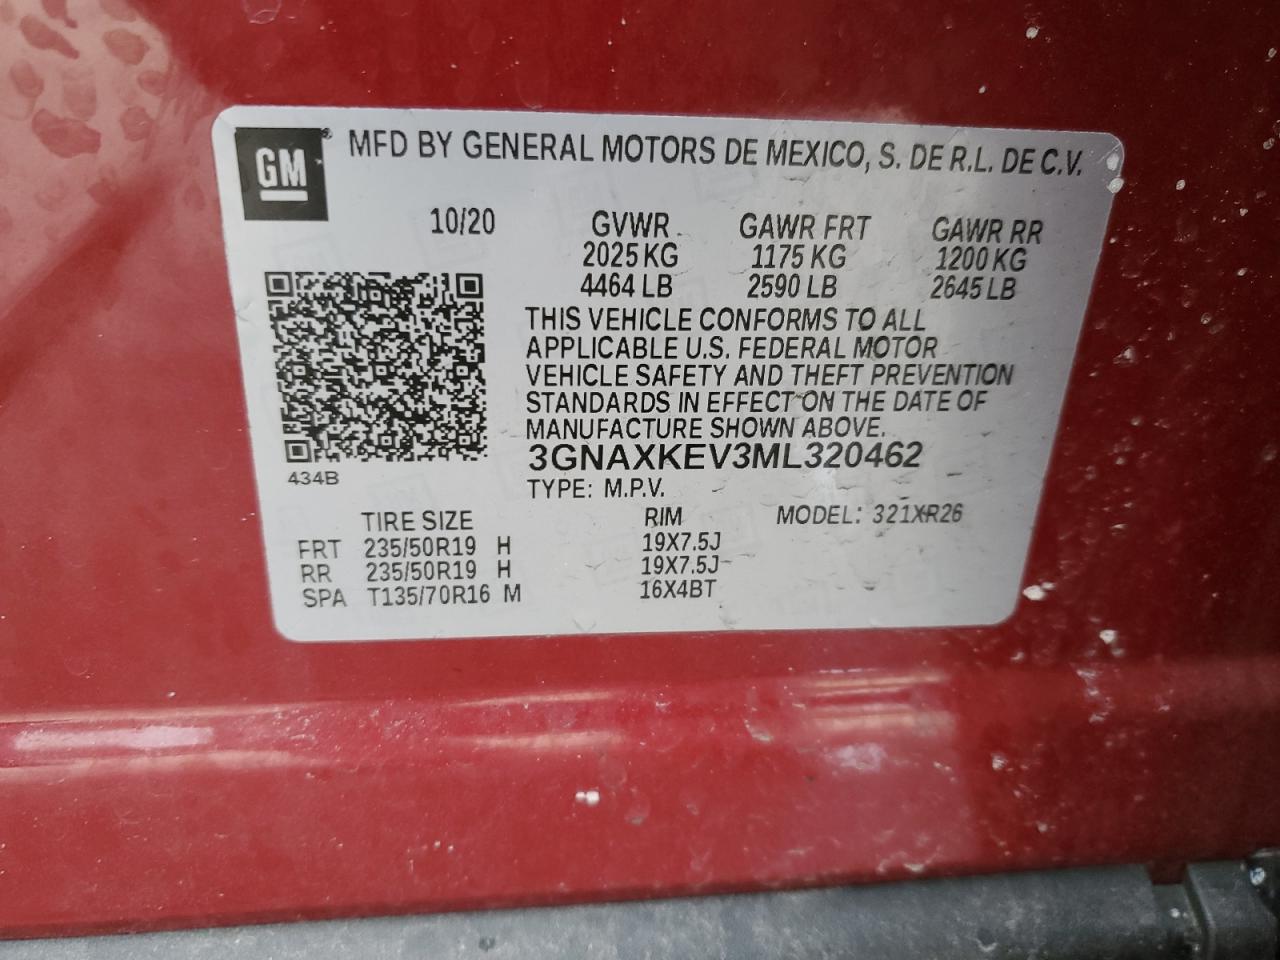 GM® MFD BY GENERAL MOTORS DE MEXICO, S. DE R.L. DE C.V.
10/20 GVWR GAWR FRT GAWR RR
2025 KG 1175 KG 1200 KG
4464 LB 2590 LB 2645 LB
THIS VEHICLE CONFORMS TO ALL
APPLICABLE U.S. FEDERAL MOTOR
VEHICLE SAFETY AND THEFT PREVENTION
STANDARDS IN EFFECT ON THE DATE OF
MANUFACTURE SHOWN ABOVE.
3GNAXKEV3ML320462
434B
TYPE: M.P.V.
TIRE SIZE RIM MODEL: 321XR26
FRT 235/50R19 H 19X7.5J
RR 235/50R19 H 19X7.5J
SPA T135/70R16 M 16X4BT